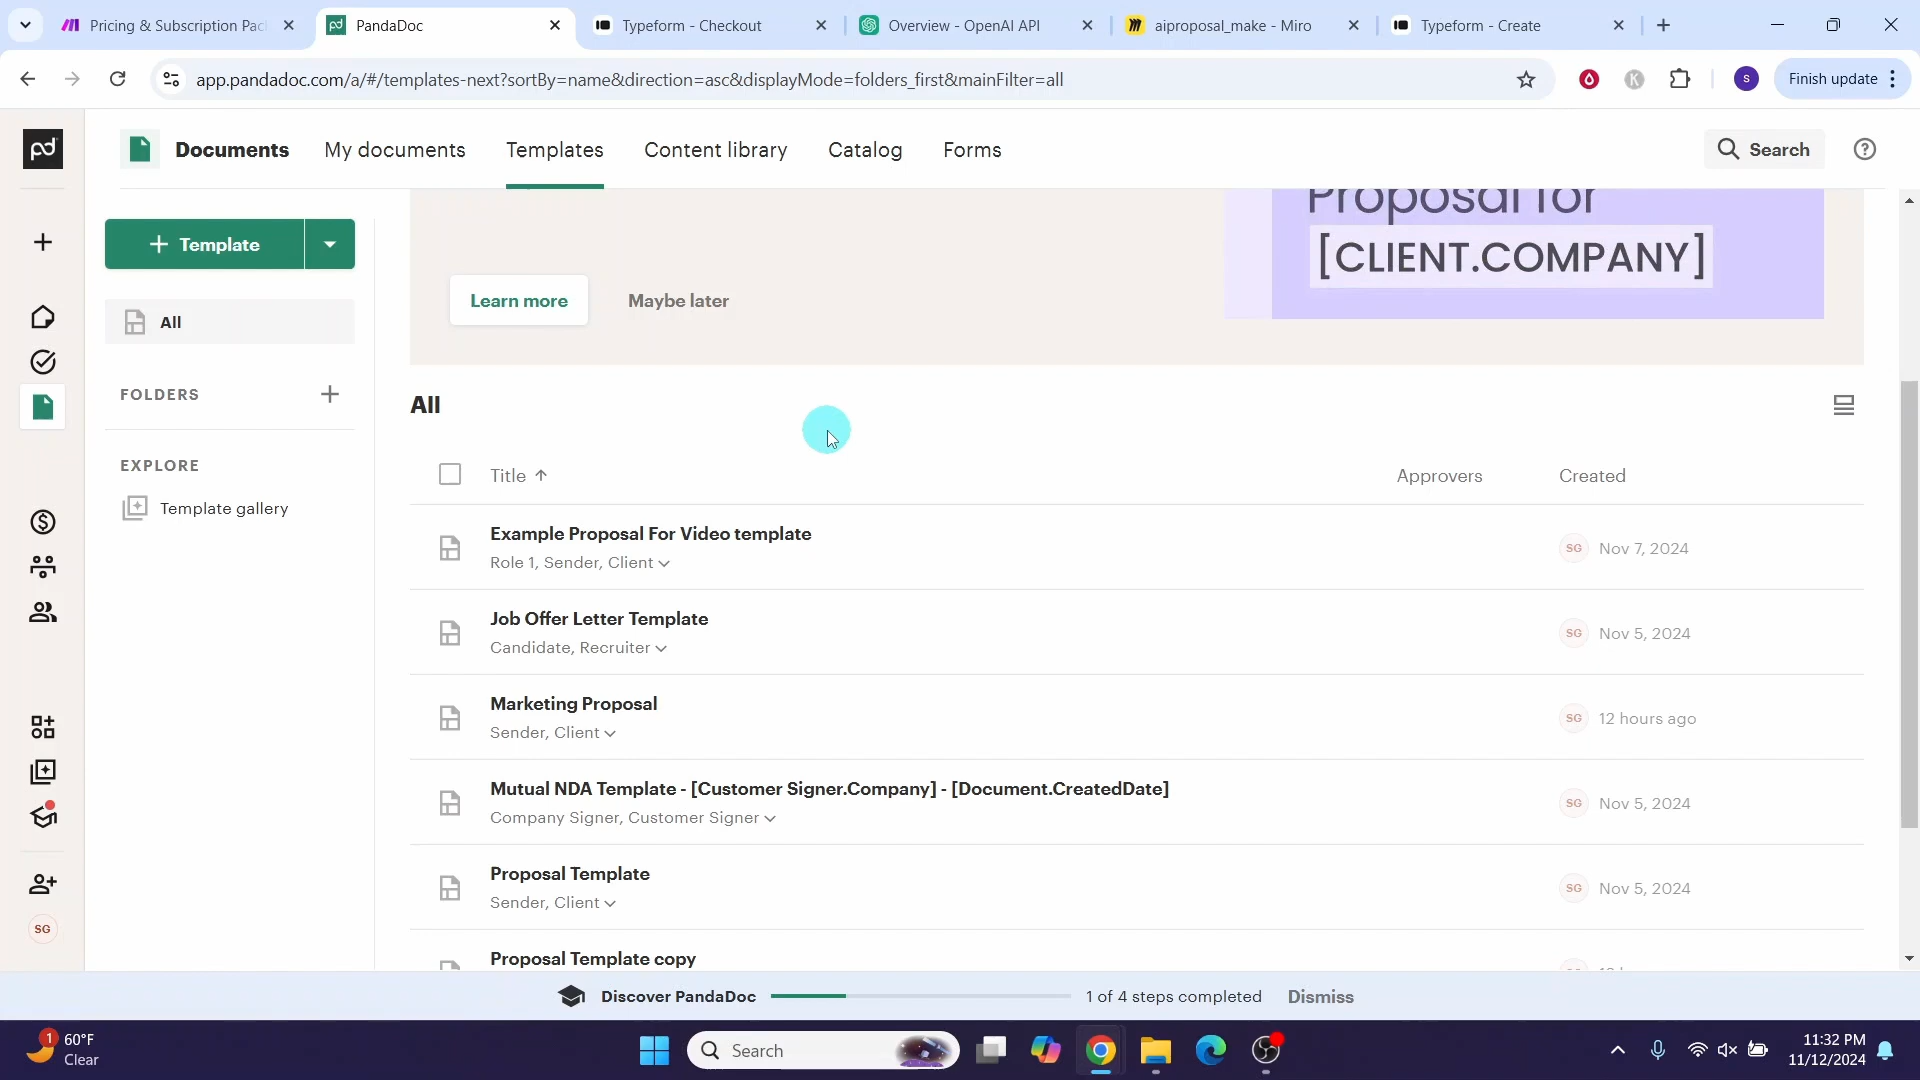 Pricing & Subscription Pac
PandaDoc
Typeform - Checkout
Overview - OpenAI API
aiproposal_make - Miro
Typeform - Create
app.pandadoc.com/a/#/templates-next?sortBy=name&direction=asc&displayMode=folders_first&mainFilter=all
K
S
Finish update
pd
Documents
My documents
Templates
Content library
Catalog
Forms
Search
Proposal for
[CLIENT.COMPANY]
Template
Learn more
Maybe later
All
FOLDERS
All
EXPLORE
Template gallery
Title
Approvers
Created
Example Proposal For Video template
Role 1, Sender, Client
SG
Nov 7, 2024
Job Offer Letter Template
Candidate, Recruiter
SG
Nov 5, 2024
Marketing Proposal
Sender, Client
SG
12 hours ago
Mutual NDA Template - [Customer Signer.Company] - [Document.CreatedDate]
Company Signer, Customer Signer
SG
Nov 5, 2024
Proposal Template
Sender, Client
SG
Nov 5, 2024
SG
Proposal Template copy
Discover PandaDoc
1 of 4 steps completed
Dismiss
1
60°F
Clear
Search
11:32 PM
11/12/2024